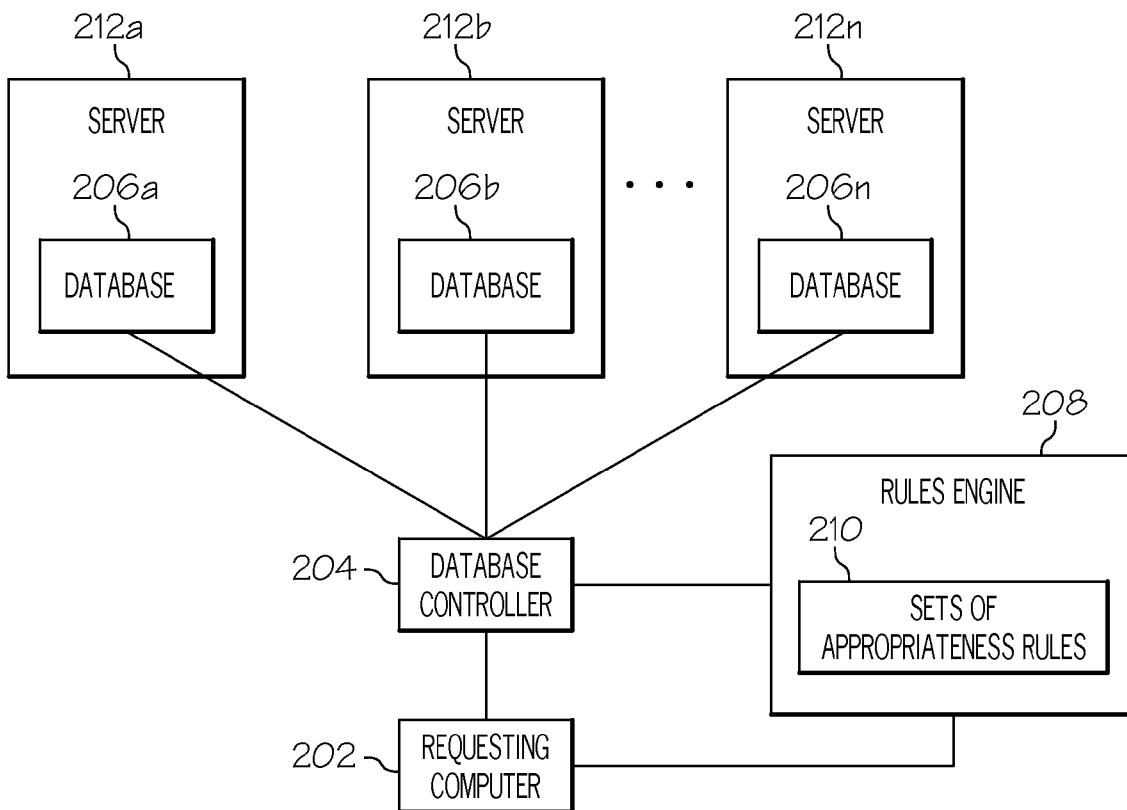 212a
212b
212n
SERVER
SERVER
SERVER
206a
206b
206n
. . .
DATABASE
DATABASE
DATABASE
208
RULES ENGINE
210
SETS OF
APPROPRIATENESS RULES
204
DATABASE
CONTROLLER
202
REQUESTING
COMPUTER